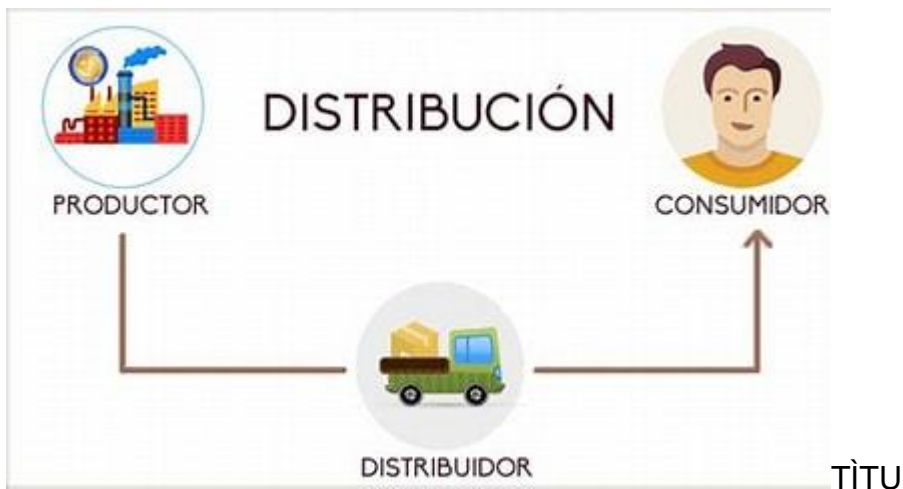 DISTRIBUCIÓN
PRODUCTOR
CONSUMIDOR
DISTRIBUIDOR
TÌTU